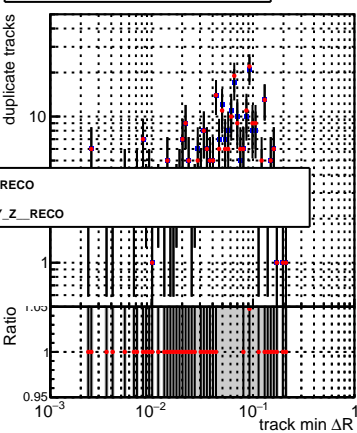 duplicate tracks
10
RECO
Z__RECO
1
1.05
Ratio
1
0.95
10−3 10−2 10−1 1
track min ΔR